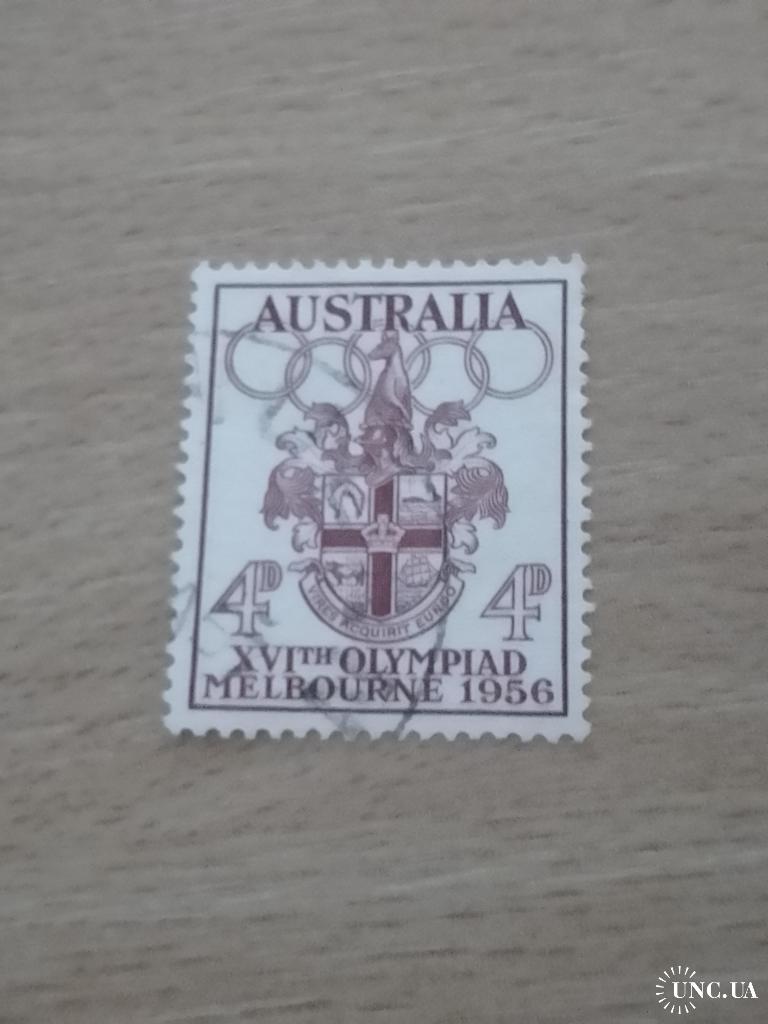 AUSTRALIA
4D 4D
VIRES ACQUIRIT EUNDO
XVITH OLYMPIAD
MELBOURNE 1956
UNC.UA